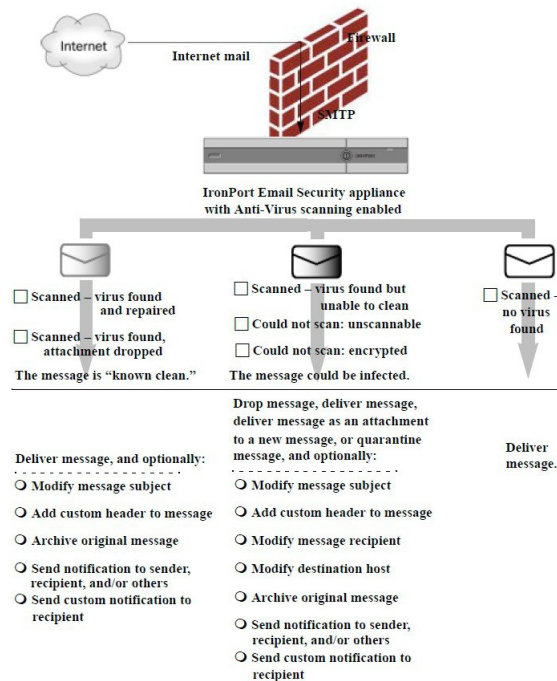 Internet
Internet mail
Firewall
SMTP
IronPort Email Security appliance
with Anti-Virus scanning enabled
Scanned – virus found
and repaired
Scanned – virus found,
attachment dropped
The message is “known clean.”
Scanned – virus found but
unable to clean
Could not scan: unscannable
Could not scan: encrypted
The message could be infected.
Scanned –
no virus
found
Deliver message, and optionally:
Modify message subject
Add custom header to message
Archive original message
Send notification to sender,
recipient, and/or others
Send custom notification to
recipient
Drop message, deliver message,
deliver message as an attachment
to a new message, or quarantine
message, and optionally:
Modify message subject
Add custom header to message
Modify message recipient
Modify destination host
Archive original message
Send notification to sender,
recipient, and/or others
Send custom notification to
recipient
Deliver
message.